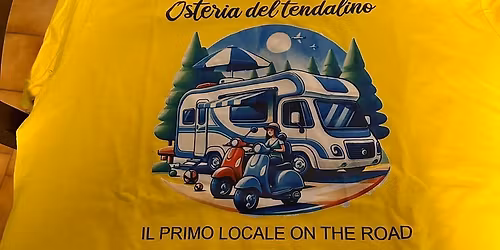 Osteria del tendalino
IL PRIMO LOCALE ON THE ROAD